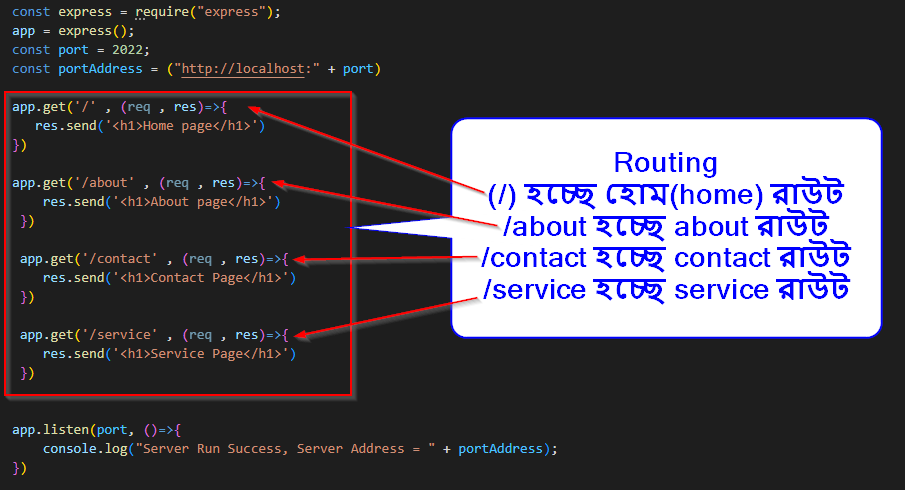 const express = require("express");
app = express();
const port = 2022;
const portAddress = ("http://localhost:" + port)
app.get('/' , (req , res)=>{
res.send('<h1>Home page</h1>')
})
app.get('/about' , (req , res)=>{
res.send('<h1>About page</h1>')
})
app.get('/contact' , (req , res)=>{
res.send('<h1>Contact Page</h1>')
})
app.get('/service' , (req , res)=>{
res.send('<h1>Service Page</h1>')
})
app.listen(port, ()=>{
console.log("Server Run Success, Server Address = " + portAddress);
})
Routing
(/) হচ্ছে হোম(home) রাউট
/about হচ্ছে about রাউট
/contact হচ্ছে contact রাউট
/service হচ্ছে service রাউট